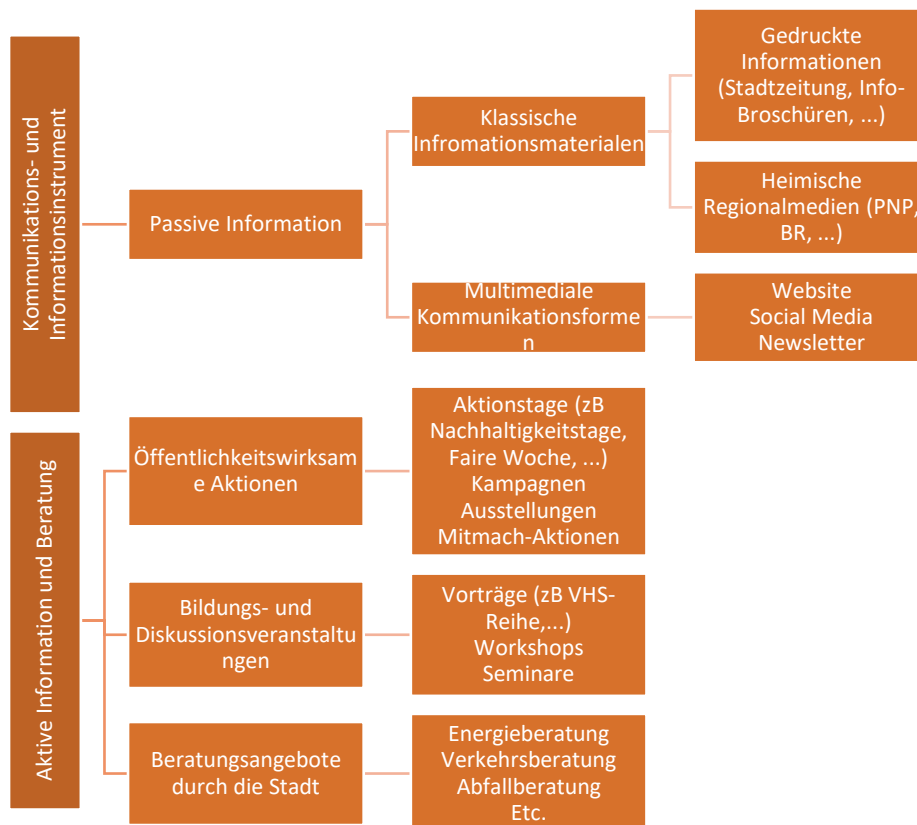 Kommunikations- und
Informationsinstrument
Passive Information
Klassische
Infromationsmaterialen
Gedruckte
Informationen
(Stadtzeitung, Info-
Broschüren, ...)
Heimische
Regionalmedien (PNP,
BR, ...)
Multimediale
Kommunikationsforme
n
Website
Social Media
Newsletter
Aktive Information und Beratung
Öffentlichkeitswirksam
e Aktionen
Aktionstage (zB
Nachhaltigkeitstage,
Faire Woche, ...)
Kampagnen
Ausstellungen
Mitmach-Aktionen
Bildungs- und
Diskussionsveranstaltu
ngen
Vorträge (zB VHS-
Reihe,...)
Workshops
Seminare
Beratungsangebote
durch die Stadt
Energieberatung
Verkehrsberatung
Abfallberatung
Etc.